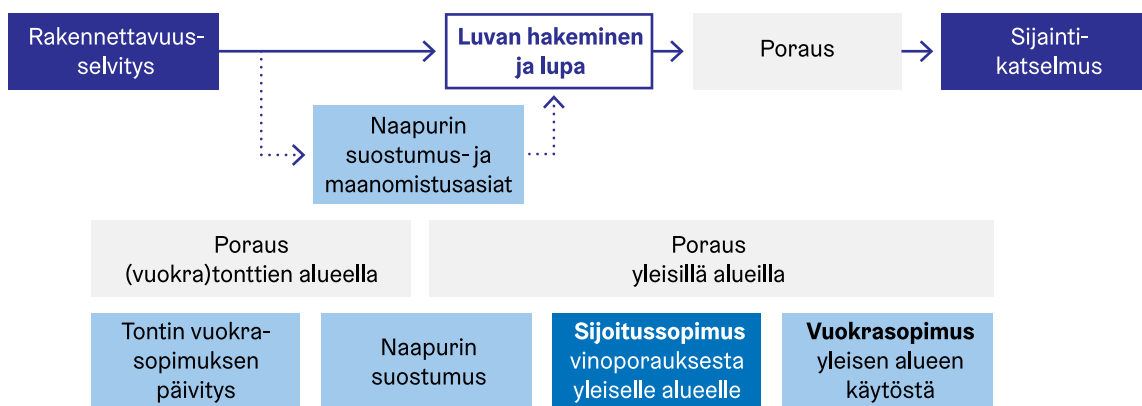 Rakennettavuus-
selvitys
Luvan hakeminen
ja lupa
Poraus
Sijainti-
katselmus
Naapurin
suostumus- ja
maanomistusasiat
Poraus
(vuokra)tonttien alueella
Poraus
yleisillä alueilla
Tontin vuokra-
sopimuksen
päivitys
Naapurin
suostumus
Sijoitussopimus
vinoporauksesta
yleiselle alueelle
Vuokrasopimus
yleisen alueen
käytöstä